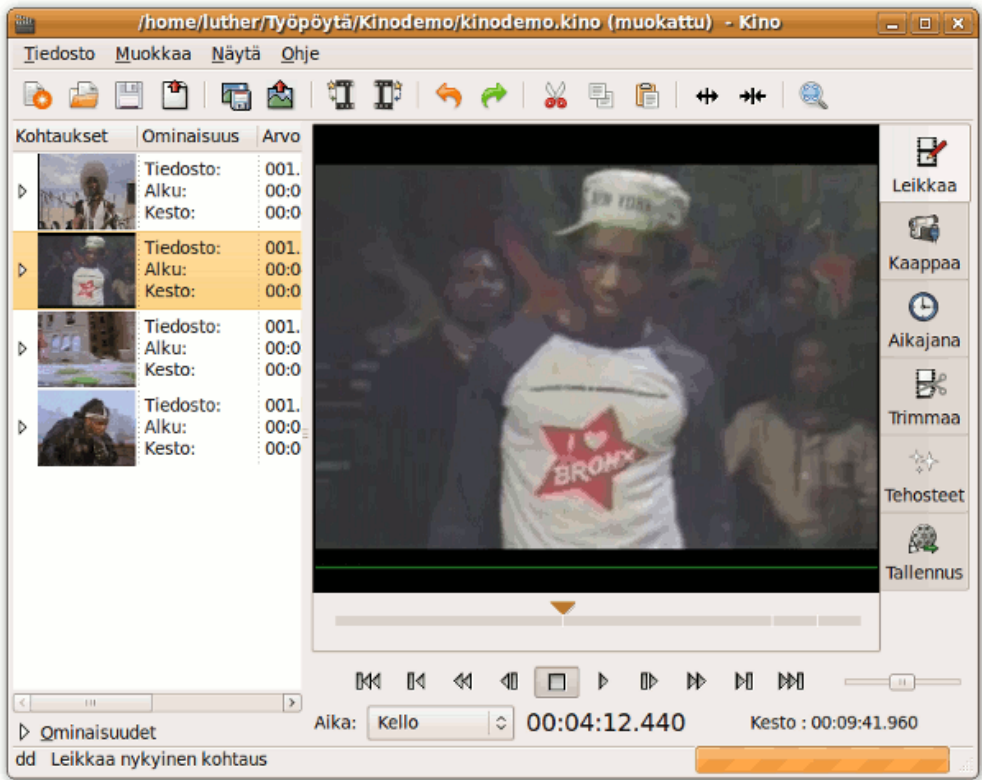 /home/luther/Työpöytä/Kinodemo/kinodemo.kino (muokattu) - Kino
Tiedosto Muokkaa Näytä Ohje
Kohtaukset Ominaisuus Arvo
Tiedosto: 001.
Alku: 00:0
Kesto: 00:0
Tiedosto: 001.
Alku: 00:0
Kesto: 00:0
Tiedosto: 001.
Alku: 00:0
Kesto: 00:0
Tiedosto: 001.
Alku: 00:0
Kesto: 00:0
Ominaisuudet
NEW YORK
I
BRONX
Leikkaa
Kaappaa
Aikajana
Trimmaa
Tehosteet
Tallennus
Aika: Kello 00:04:12.440 Kesto : 00:09:41.960
dd Leikkaa nykyinen kohtaus